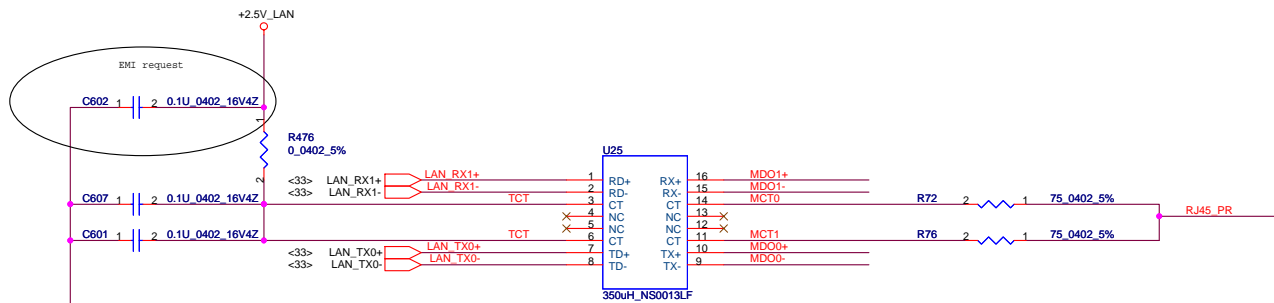 +2.5V_LAN
EMI request
C602 1 2 0.1U_0402_16V4Z
1
R476
0_0402_5%
2
U25
<33> LAN_RX1+ LAN_RX1+ 1 RD+ RX+ 16 MDO1+
<33> LAN_RX1- LAN_RX1- 2 RD- RX- 15 MDO1-
C607 1 2 0.1U_0402_16V4Z TCT 3 CT CT 14 MCT0 R72 2 1 75_0402_5%
4 NC NC 13
RJ45_PR
5 NC NC 12
C601 1 2 0.1U_0402_16V4Z TCT 6 CT CT 11 MCT1 R76 2 1 75_0402_5%
<33> LAN_TX0+ LAN_TX0+ 7 TD+ TX+ 10 MDO0+
<33> LAN_TX0- LAN_TX0- 8 TD- TX- 9 MDO0-
350uH_NS0013LF